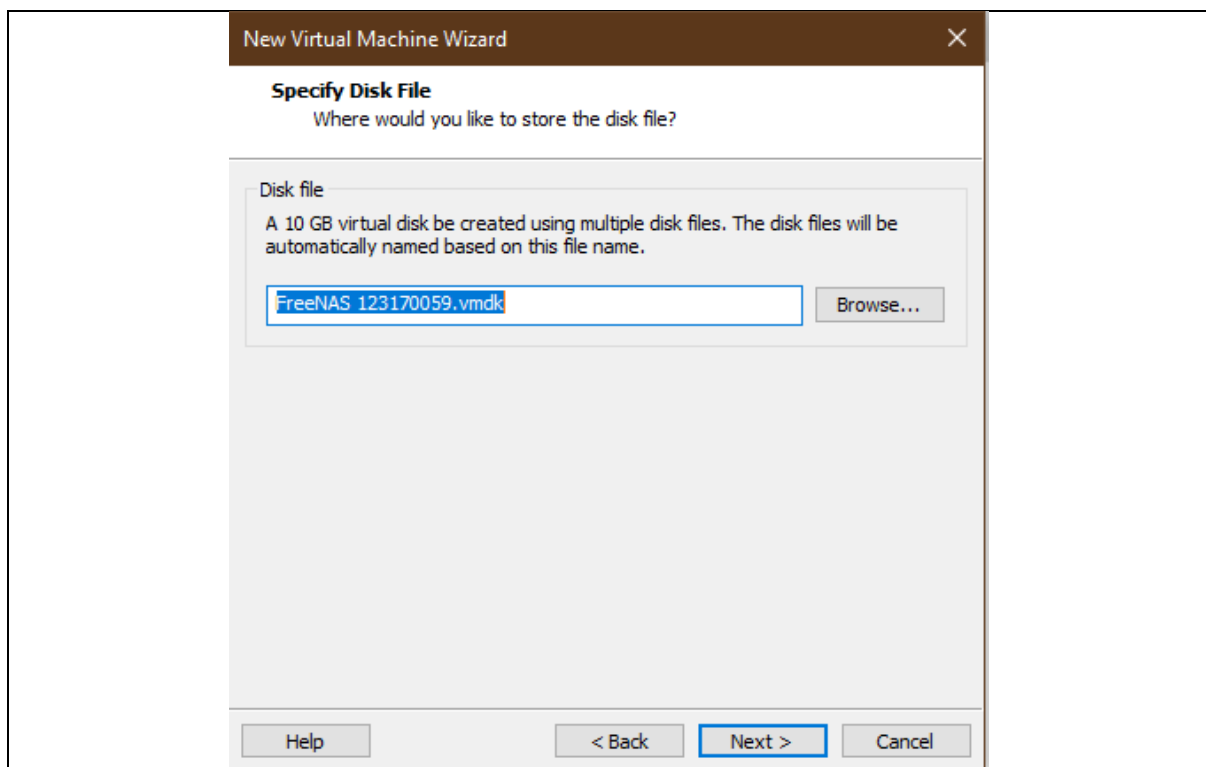 New Virtual Machine Wizard
Specify Disk File
Where would you like to store the disk file?
Disk file
A 10 GB virtual disk be created using multiple disk files. The disk files will be
automatically named based on this file name.
FreeNAS 123170059.vmdk
Browse...
Help
< Back
Next >
Cancel